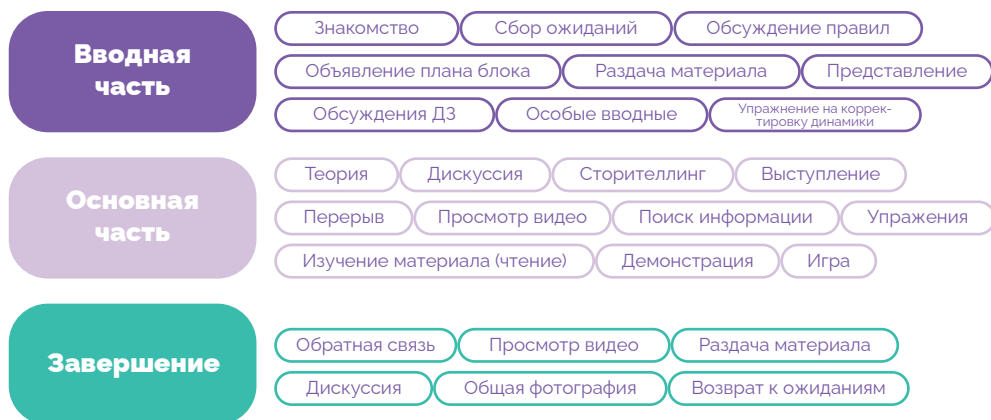 Вводная
часть
Знакомство Сбор ожиданий Обсуждение правил
Объявление плана блока Раздача материала Представление
Обсуждения ДЗ Особые вводные Упражнение на коррек-
тировку динамики
Основная
часть
Теория Дискуссия Сторителлинг Выступление
Перерыв Просмотр видео Поиск информации Упражения
Изучение материала (чтение) Демонстрация Игра
Завершение
Обратная связь Просмотр видео Раздача материала
Дискуссия Общая фотография Возврат к ожиданиям